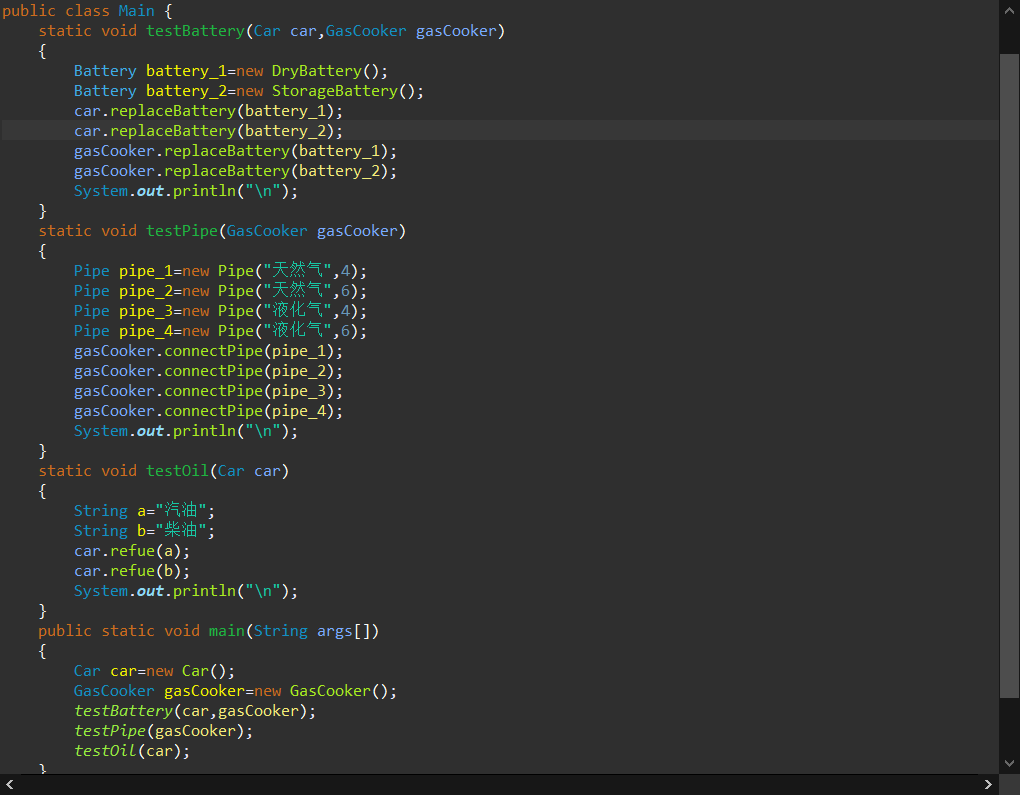 public class Main {
static void testBattery(Car car,GasCooker gasCooker)
{
Battery battery_1=new DryBattery();
Battery battery_2=new StorageBattery();
car.replaceBattery(battery_1);
car.replaceBattery(battery_2);
gasCooker.replaceBattery(battery_1);
gasCooker.replaceBattery(battery_2);
System.out.println("\n");
}
static void testPipe(GasCooker gasCooker)
{
Pipe pipe_1=new Pipe("天然气",4);
Pipe pipe_2=new Pipe("天然气",6);
Pipe pipe_3=new Pipe("液化气",4);
Pipe pipe_4=new Pipe("液化气",6);
gasCooker.connectPipe(pipe_1);
gasCooker.connectPipe(pipe_2);
gasCooker.connectPipe(pipe_3);
gasCooker.connectPipe(pipe_4);
System.out.println("\n");
}
static void testOil(Car car)
{
String a="汽油";
String b="柴油";
car.refue(a);
car.refue(b);
System.out.println("\n");
}
public static void main(String args[])
{
Car car=new Car();
GasCooker gasCooker=new GasCooker();
testBattery(car,gasCooker);
testPipe(gasCooker);
testOil(car);
}